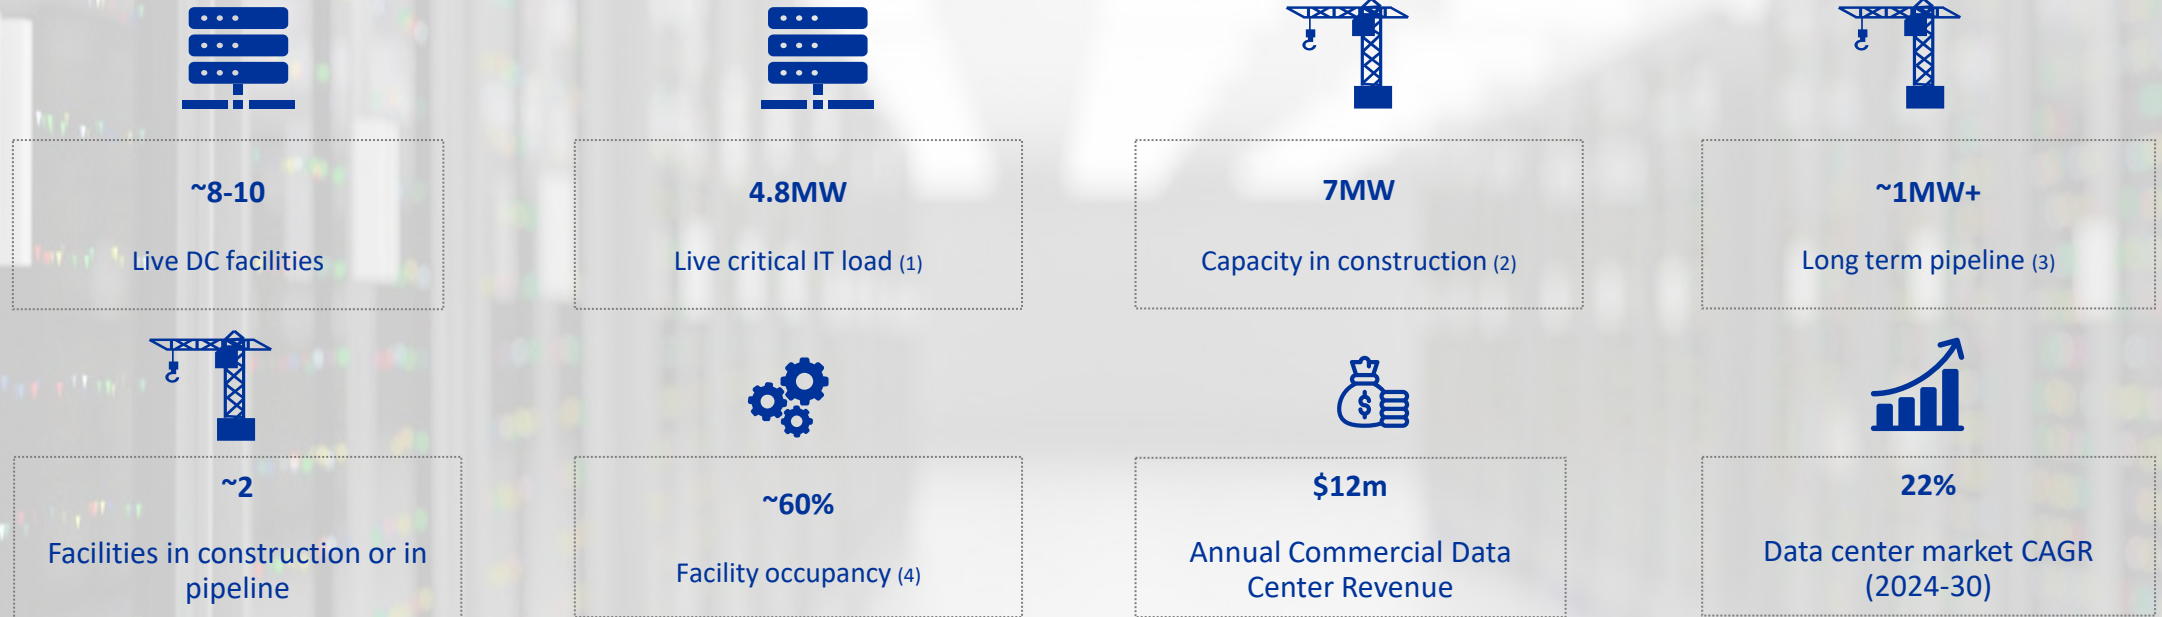 ~8-10
Live DC facilities
4.8MW
Live critical IT load (1)
7MW
Capacity in construction (2)
~1MW+
Long term pipeline (3)
~2
Facilities in construction or in
pipeline
~60%
Facility occupancy (4)
$12m
Annual Commercial Data
Center Revenue
22%
Data center market CAGR
(2024-30)